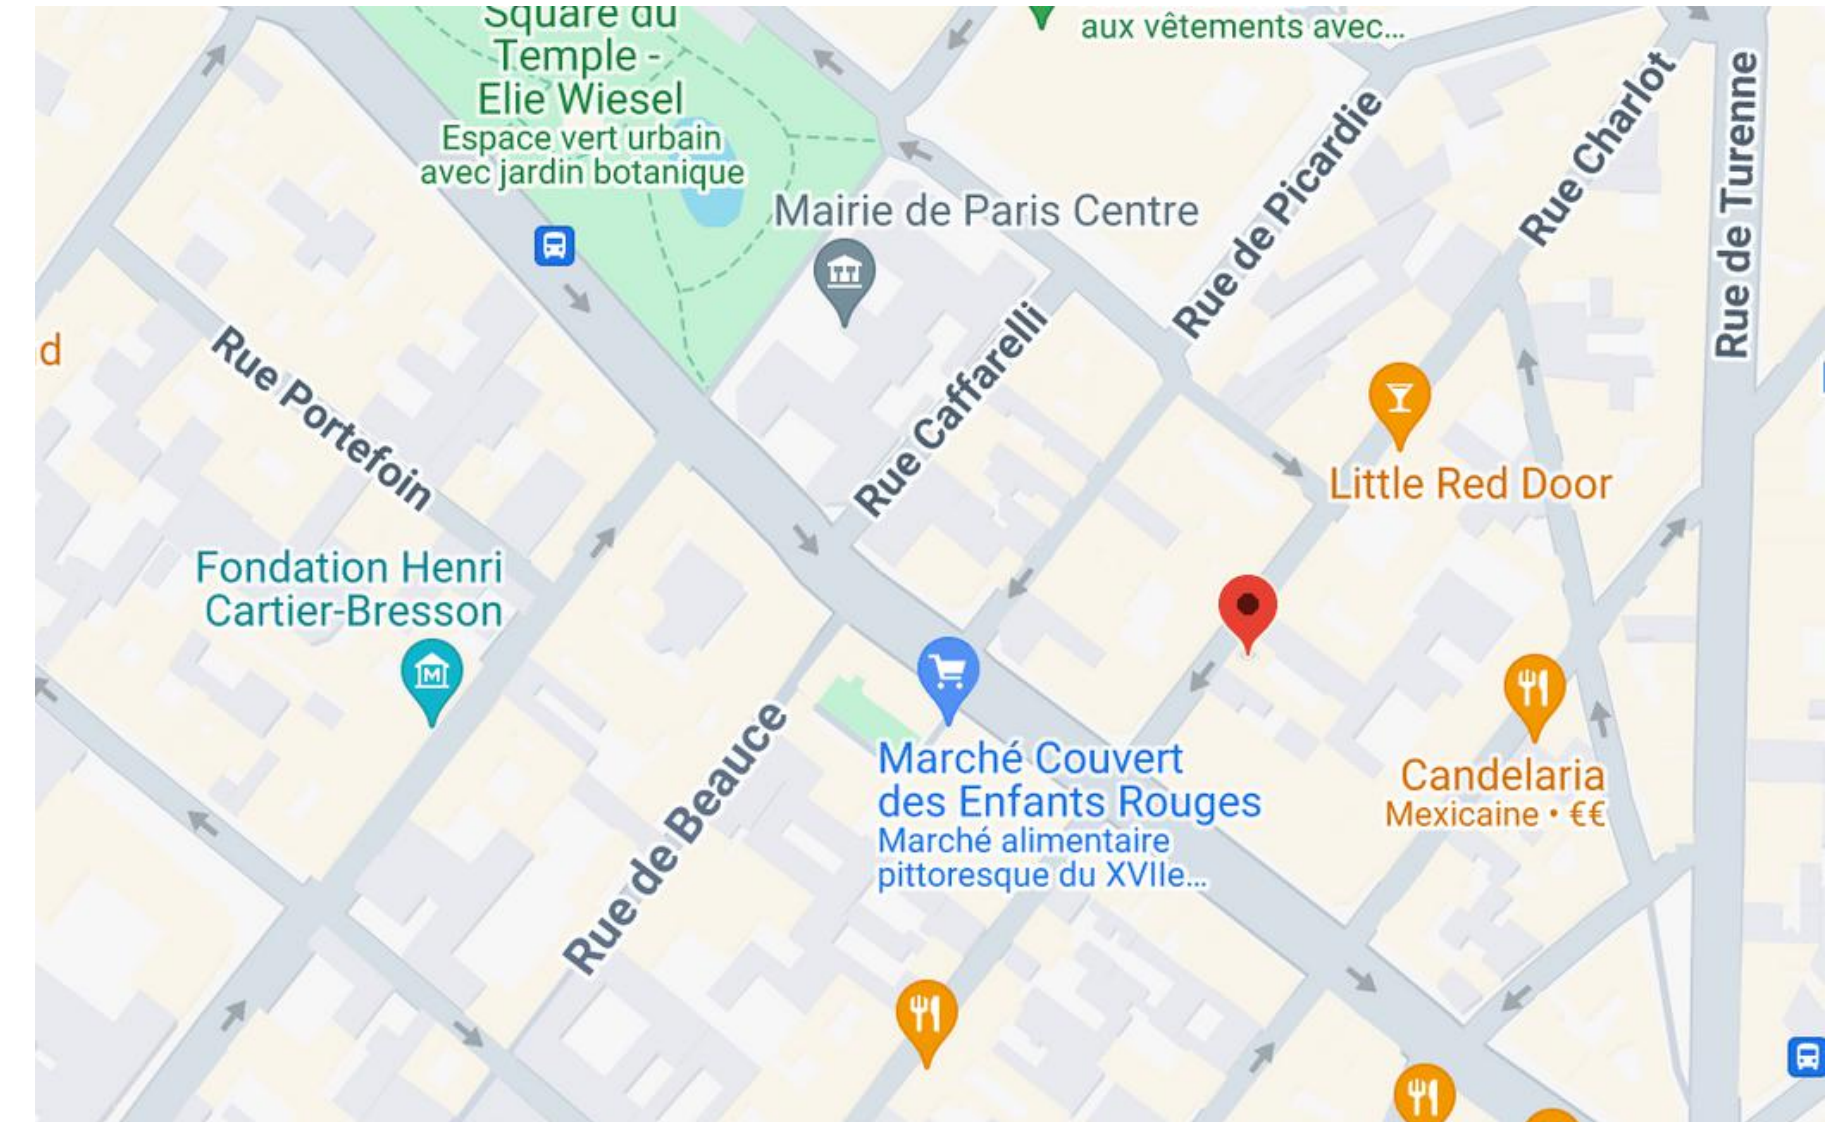 aux vêtements avec...
Square du
Temple -
Elie Wiesel
Espace vert urbain
avec jardin botanique
Mairie de Paris Centre
Rue de Picardie
Rue Charlot
Rue de Turenne
d
Rue Portefoin
Rue Caffarelli
Little Red Door
Fondation Henri
Cartier-Bresson
M
Rue de Beauce
Marché Couvert
des Enfants Rouges
Marché alimentaire
pittoresque du XVIIe...
Candelaria
Mexicaine • €€